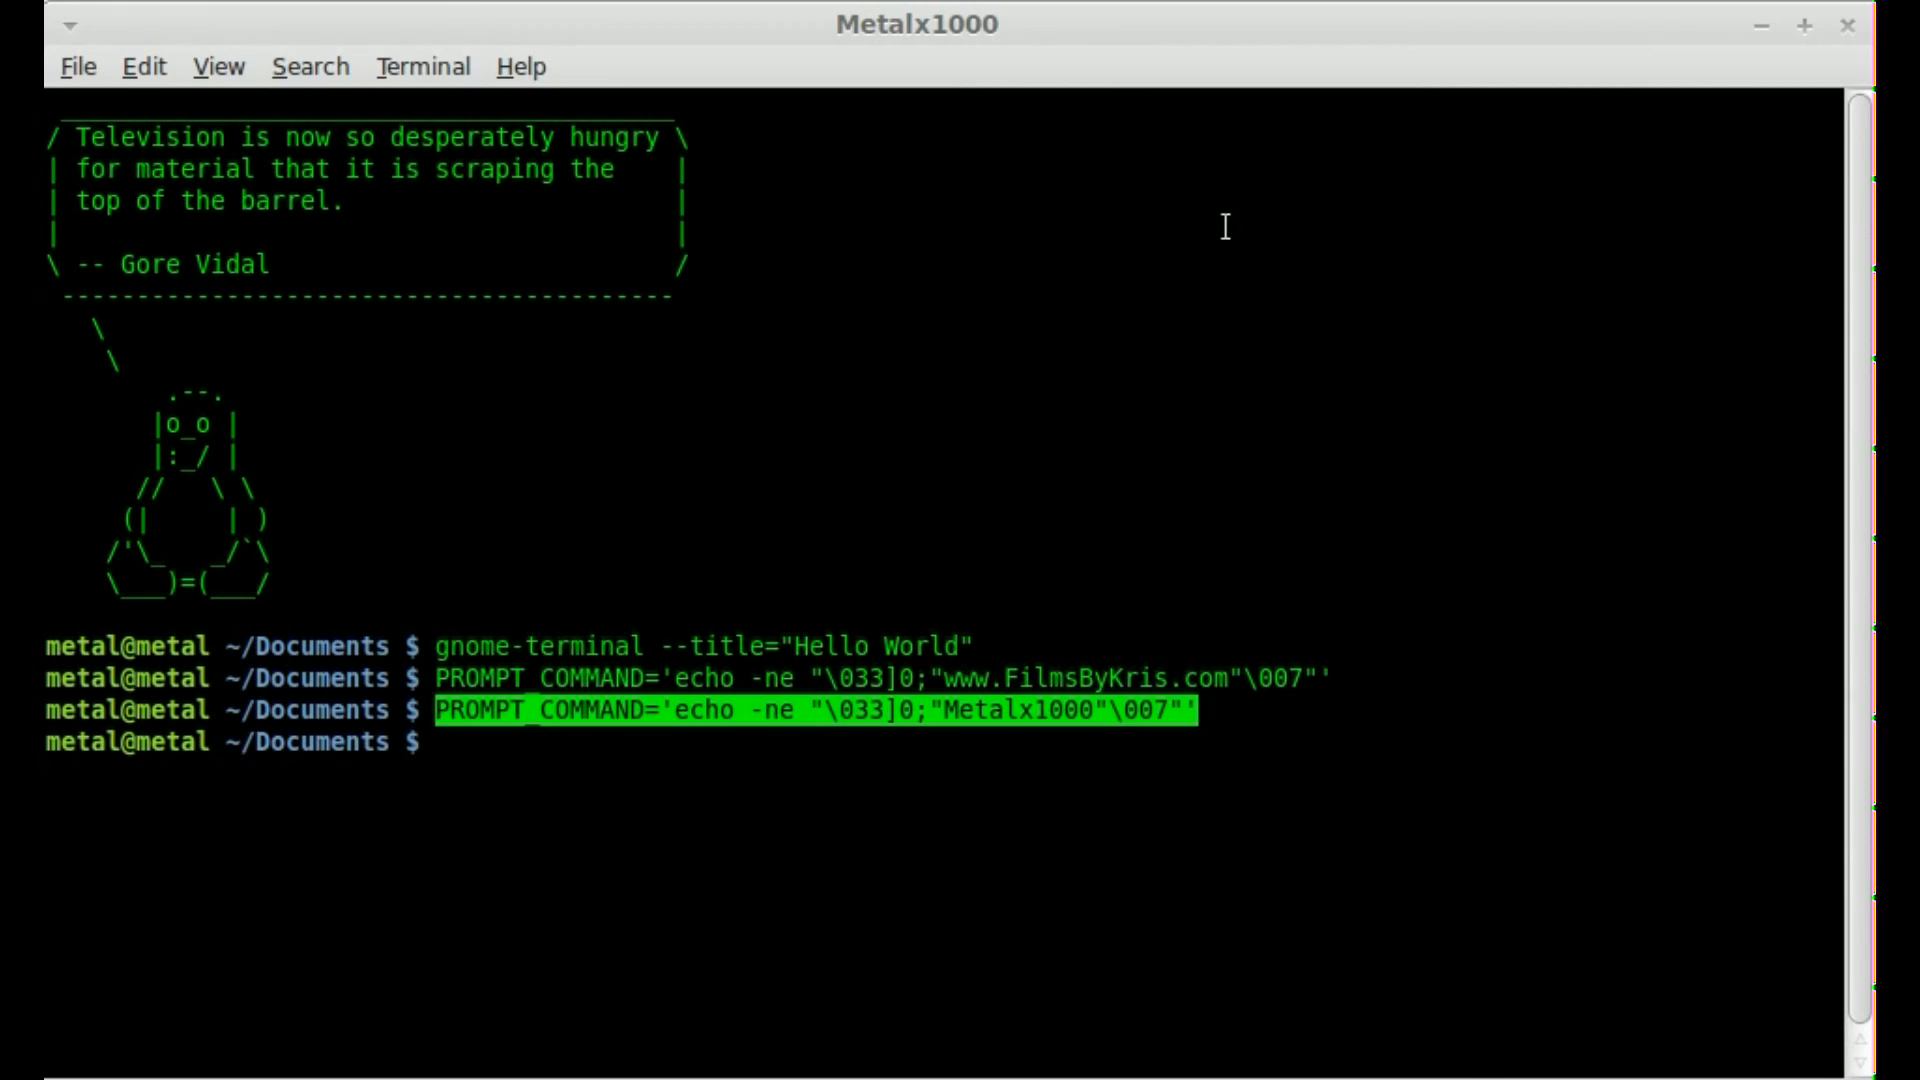 Metalx1000
File Edit View Search Terminal Help
 _________________________________________
/ Television is now so desperately hungry \
| for material that it is scraping the    |
| top of the barrel.                      |
|                                         |
\ -- Gore Vidal                           /
 -----------------------------------------
   \
    \
        .--.
       |o_o |
       |:_/ |
      //   \ \
     (|     | )
    /'\_   _/`\
    \___)=(___/
metal@metal ~/Documents $ gnome-terminal --title="Hello World"
metal@metal ~/Documents $ PROMPT_COMMAND='echo -ne "\033]0;"www.FilmsByKris.com"\007"'
metal@metal ~/Documents $ PROMPT_COMMAND='echo -ne "\033]0;"Metalx1000"\007"'
metal@metal ~/Documents $